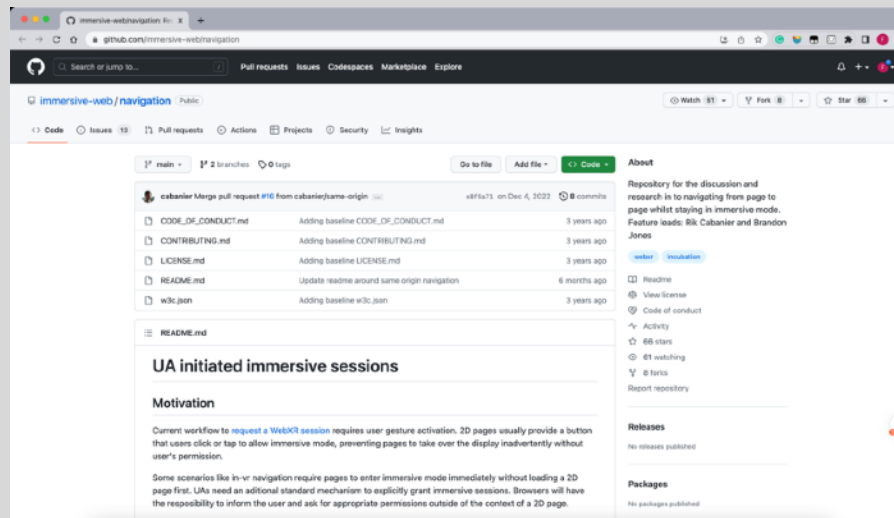 immersive-web/navigation: Re
github.com/immersive-web/navigation
Search or jump to...
Pull requests Issues Codespaces Marketplace Explore
immersive-web / navigation Public
Watch
Fork 8
Star 66
Code
Issues 13
Pull requests
Actions
Projects
Security
Insights
main
2 branches
0 tags
Go to file
Add file
Code
cabanier Merge pull request #16 from cabanier/same-origin
on Dec 4, 2022
8 commits
CODE_OF_CONDUCT.md Adding baseline CODE_OF_CONDUCT.md 3 years ago
CONTRIBUTING.md Adding baseline CONTRIBUTING.md 3 years ago
LICENSE.md Adding baseline LICENSE.md 3 years ago
README.md Update readme around same origin navigation 6 months ago
w3c.json Adding baseline w3c.json 3 years ago
README.md
UA initiated immersive sessions
Motivation
Current workflow to request a WebXR session requires user gesture activation. 2D pages usually provide a button
that users click or tap to allow immersive mode, preventing pages to take over the display inadvertently without
user's permission.
Some scenarios like in-vr navigation require pages to enter immersive mode immediately without loading a 2D
page first. UAs need an aditional standard mechanism to explicitly grant immersive sessions. Browsers will have
the resposibility to inform the user and ask for appropriate permissions outside of the context of a 2D page.
About
Repository for the discussion and
research in to navigating from page to
page whilst staying in immersive mode.
Feature leads: Rik Cabanier and Brandon
Jones
webxr
incubation
Readme
View license
Code of conduct
Activity
66 stars
61 watching
8 forks
Report repository
Releases
No releases published
Packages
No packages published